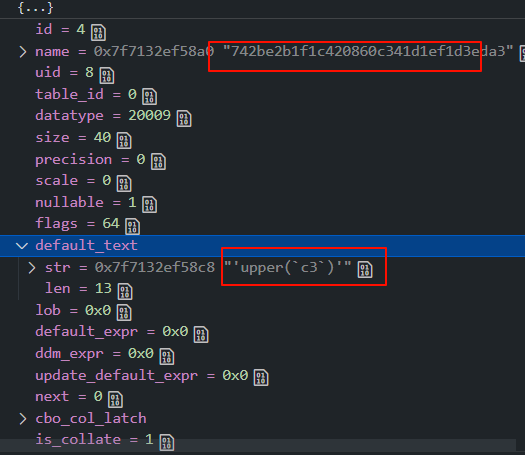 {...}
id = 4
name = 0x7f7132ef58a0 "742be2b1f1c420860c341d1ef1d3eda3"
uid = 8
table_id = 0
datatype = 20009
size = 40
precision = 0
scale = 0
nullable = 1
flags = 64
default_text
str = 0x7f7132ef58c8 "'upper(`c3`)'"
len = 13
lob = 0x0
default_expr = 0x0
ddm_expr = 0x0
update_default_expr = 0x0
next = 0
cbo_col_latch
is_collate = 1